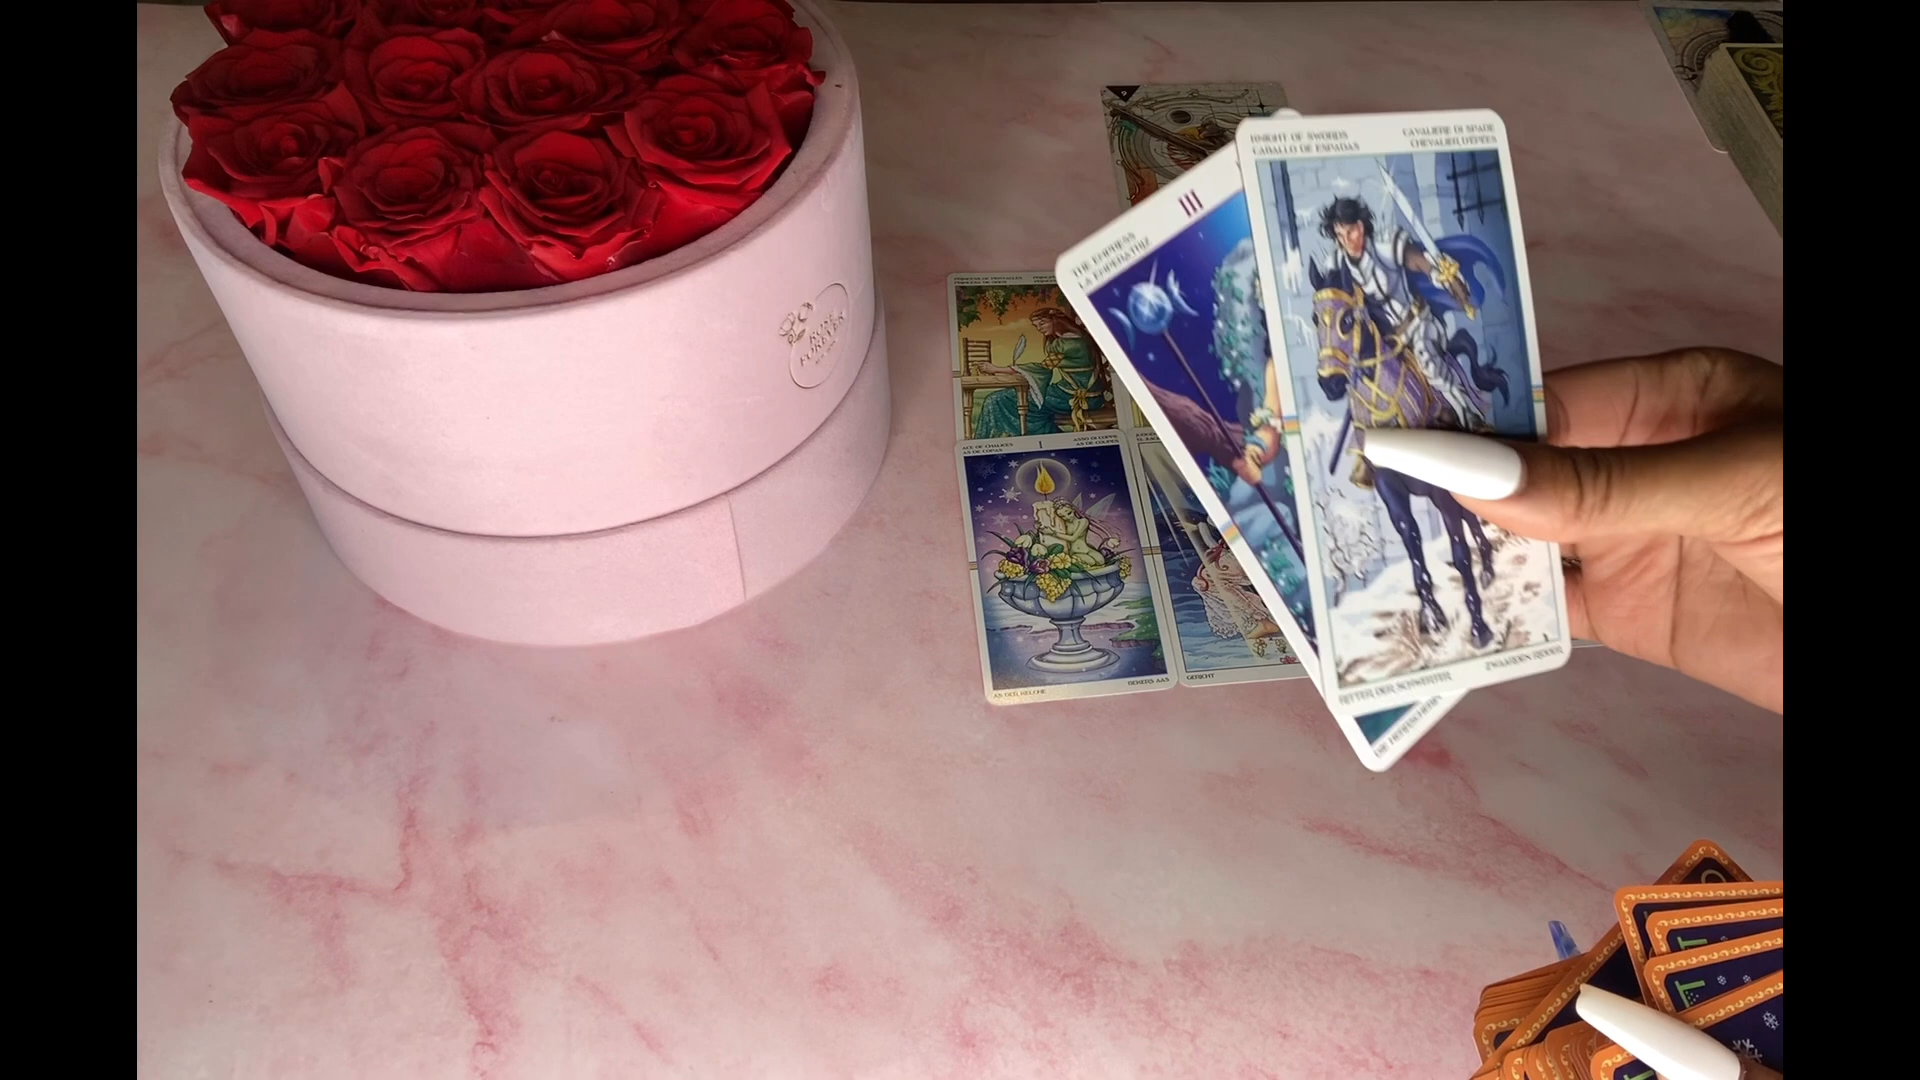 9
KNIGHT OF SWORDS
CABALLO DE ESPADAS
CAVALIERE DI SPADE
CHEVALIER D'EPEES
III
THE EMPRESS
LA EMPERATRIZ
ROSE
FOREVER
ACE OF CHALICES
AS DE COPAS
I
ASSO DI COPPE
AS DE COUPES
RITTER DER SCHWERTER
ZWAARDEN RIDDER
AS DER KELCHE
BEKERS AAS
GERICHT
DIE HERRSCHERIN